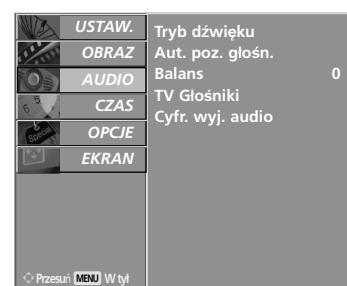 USTAW.
OBRAZ
AUDIO
CZAS
OPCJE
EKRAN
Tryb dźwięku
Aut. poz. głośn.
Balans 0
TV Głośniki
Cyfr. wyj. audio
Przesuń MENU W tył